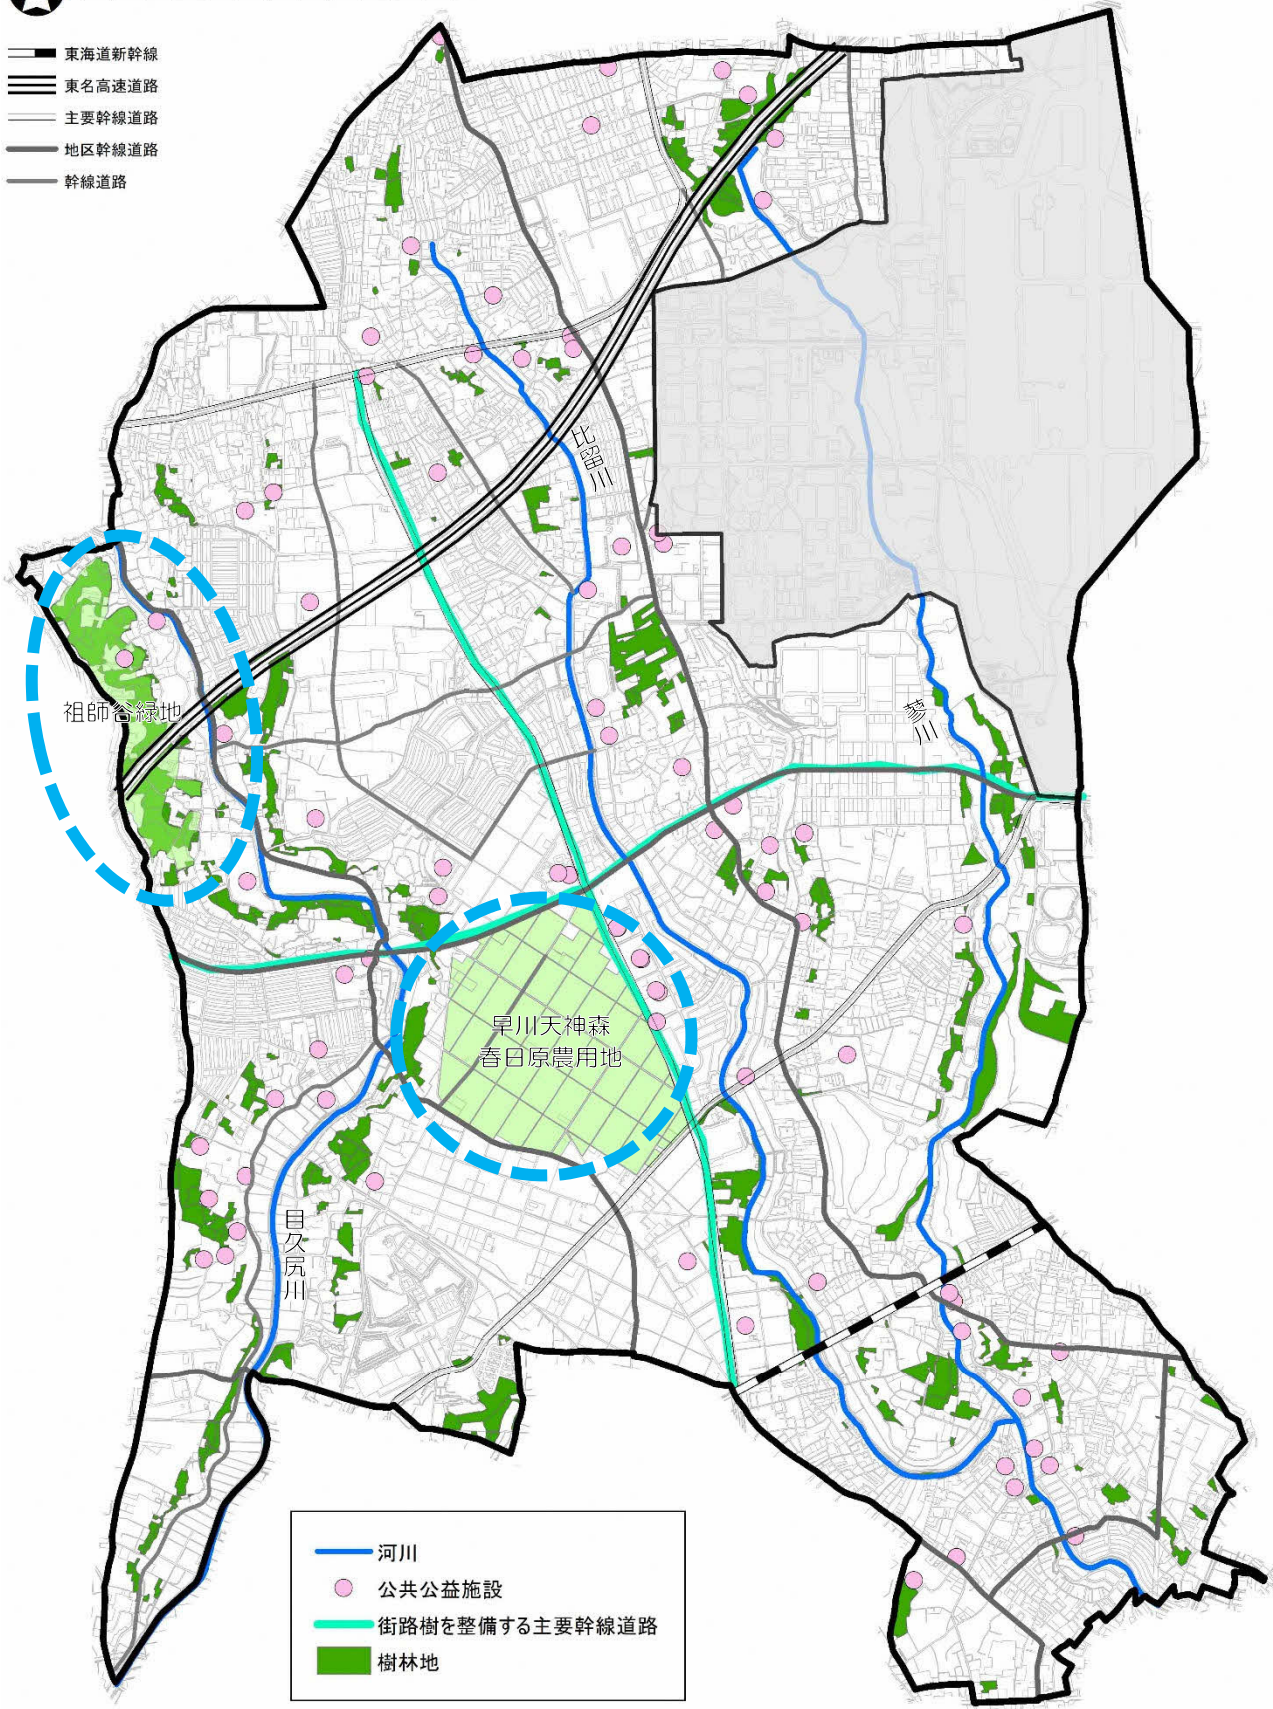 東海道新幹線
東名高速道路
主要幹線道路
地区幹線道路
幹線道路
比留川
祖師谷緑地
蓼川
早川天神森
春日原農用地
目久尻川
河川
公共公益施設
街路樹を整備する主要幹線道路
樹林地